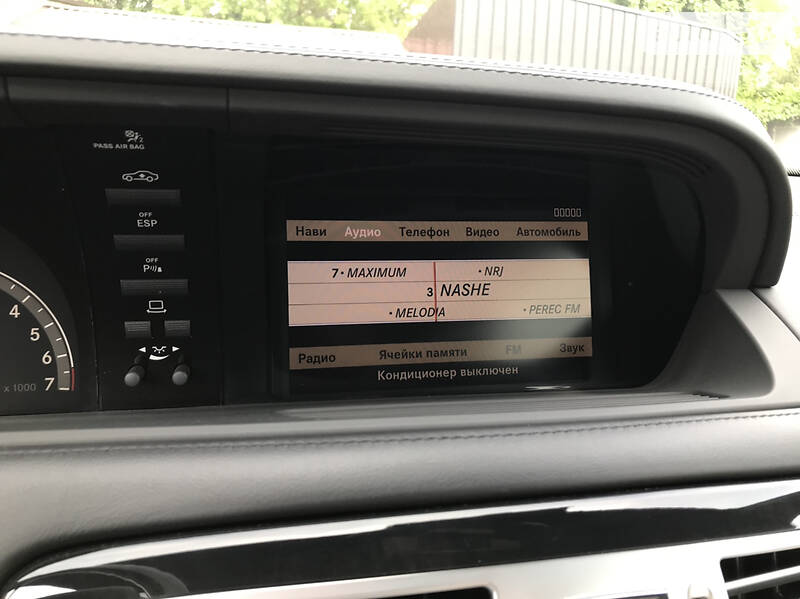 PASS AIR BAG
OFF
ESP
OFF
P
4
5
6
7
x 1000
Нави Аудио Телефон Видео Автомобиль
7 • MAXIMUM • NRJ
3 NASHE
• MELODIA • PEREC FM
Радио Ячейки памяти FM Звук
Кондиционер выключен